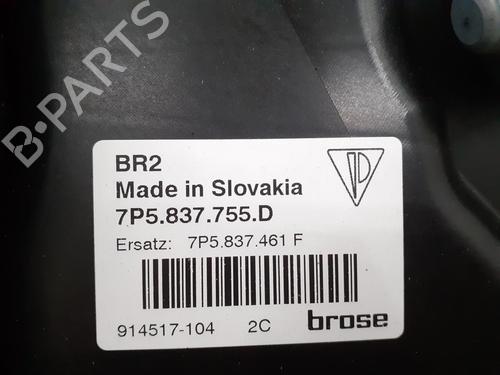 B-PARTS
BR2
Made in Slovakia
7P5.837.755.D
Ersatz: 7P5.837.461 F
914517-104 2C brose